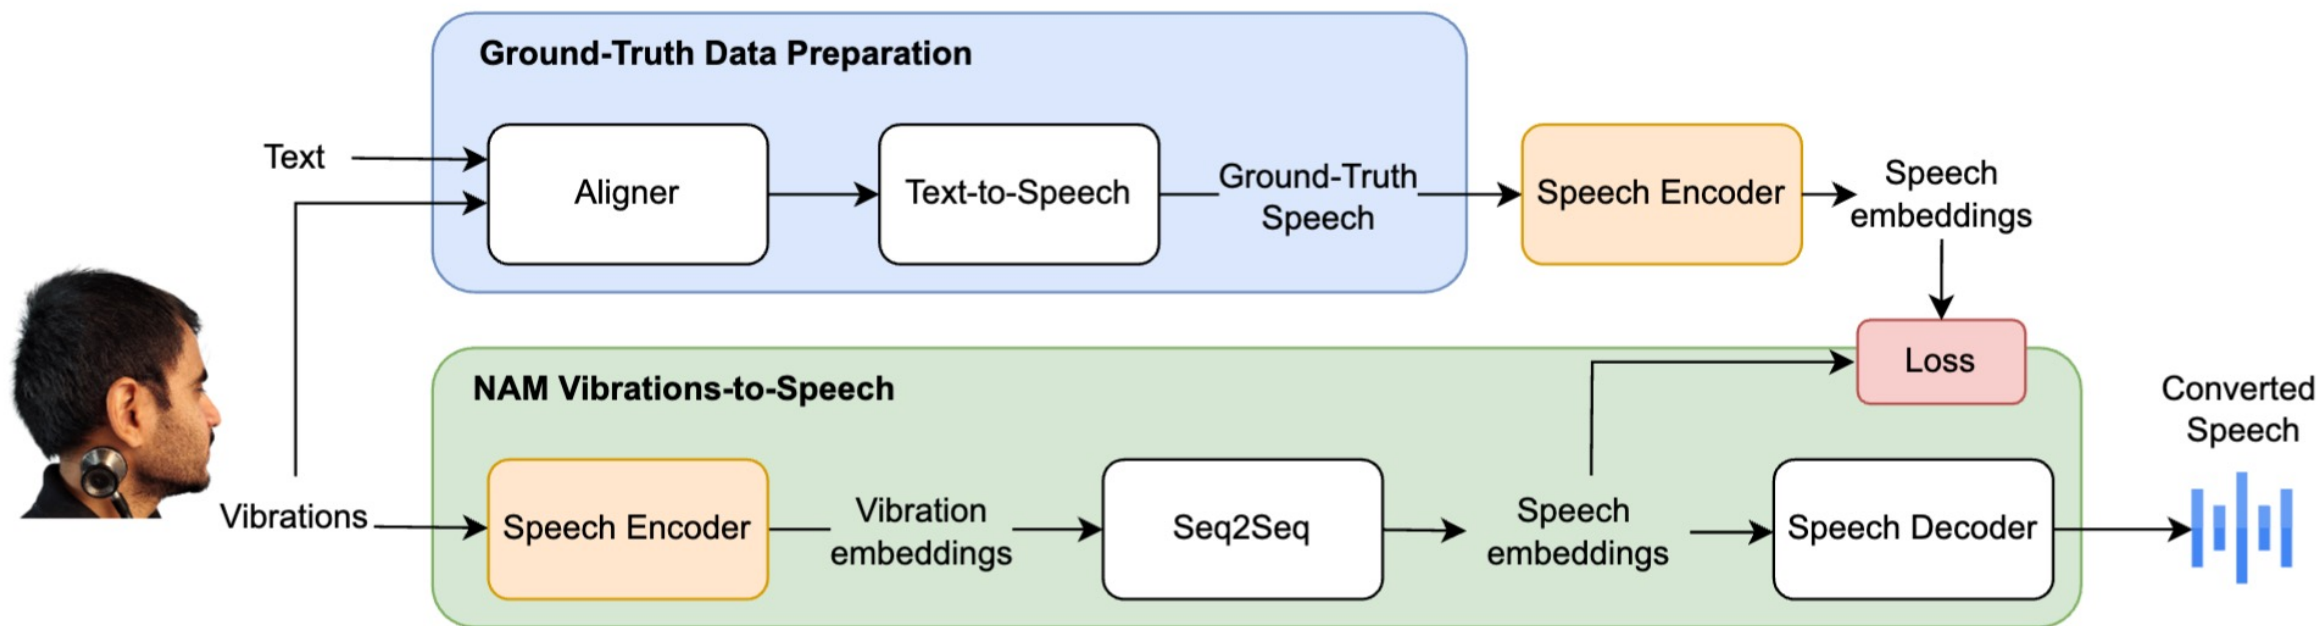 Ground-Truth Data Preparation
Text
Aligner
Text-to-Speech
Ground-Truth
Speech
Speech Encoder
Speech
embeddings
Loss
NAM Vibrations-to-Speech
Vibrations
Speech Encoder
Vibration
embeddings
Seq2Seq
Speech
embeddings
Speech Decoder
Converted
Speech